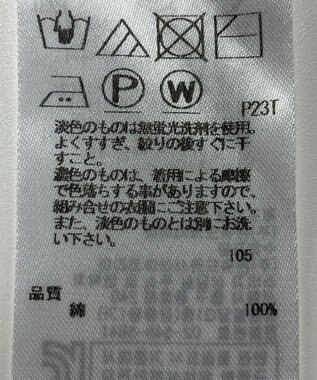 P W
P23T
淡色のものは無蛍光洗剤を使用。
よくすすぎ、絞りの後すぐに干
すこと。
濃色のものは、着用による摩擦
で色落ちする事がありますので、
組み合せの衣服にご注意下さい。
また、淡色のものとは別にお洗
い下さい。
105
品質
綿 100%